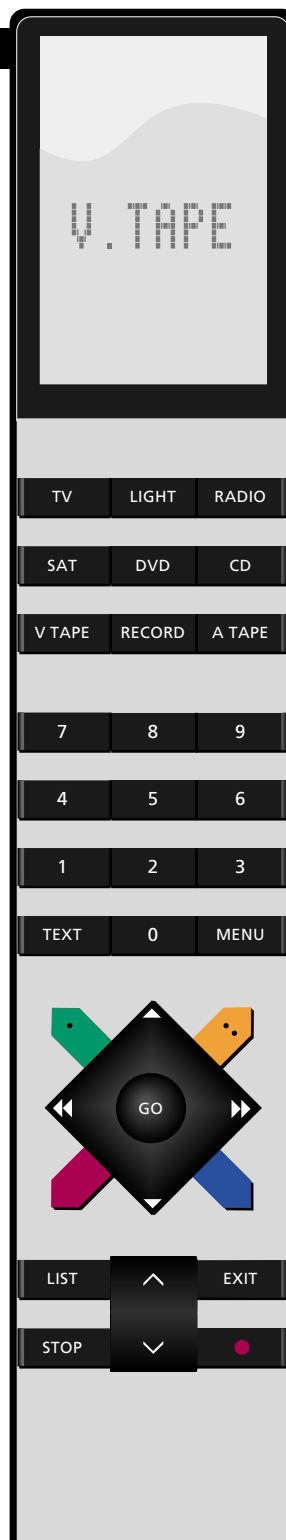 V.TAPE
TV LIGHT RADIO
SAT DVD CD
V TAPE RECORD A TAPE
7 8 9
4 5 6
1 2 3
TEXT 0 MENU
GO
LIST EXIT
STOP